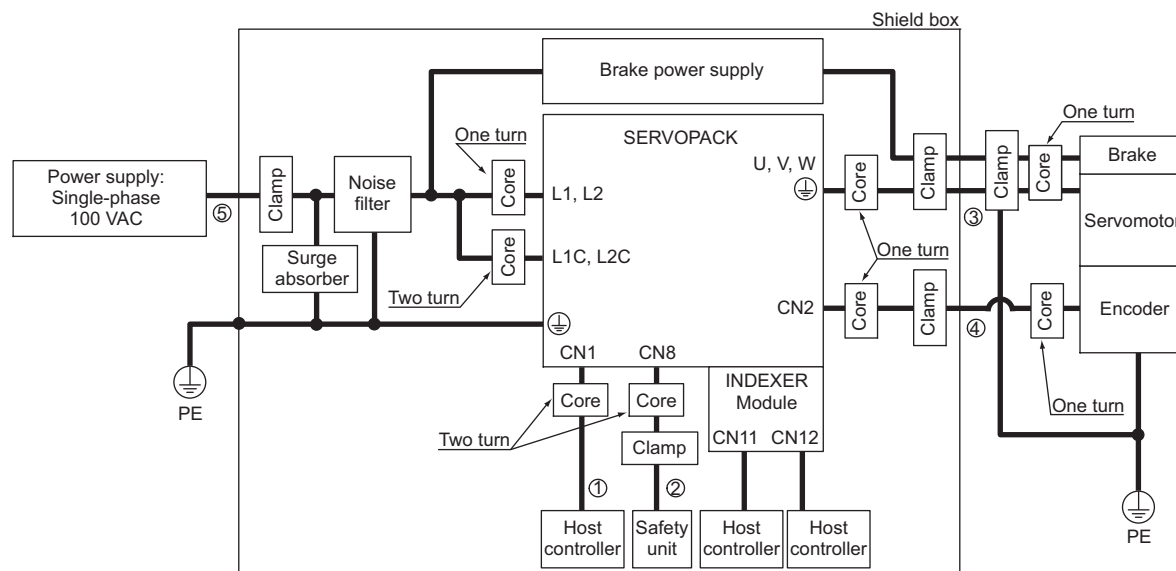 Shield box
Brake power supply
One turn
One turn
SERVOPACK
U, V, W
Brake
Power supply:
Single-phase
100 VAC
⑤
Clamp
Noise
filter
Core
L1, L2
Core
Clamp
Clamp
Core
③
Servomotor
Surge
absorber
Core
L1C, L2C
Two turn
One turn
CN2
Core
Clamp
④
Core
Encoder
PE
CN1
CN8
INDEXER
Module
Core
Core
Two turn
One turn
Clamp
CN11
CN12
①
②
Host
controller
Safety
unit
Host
controller
Host
controller
PE